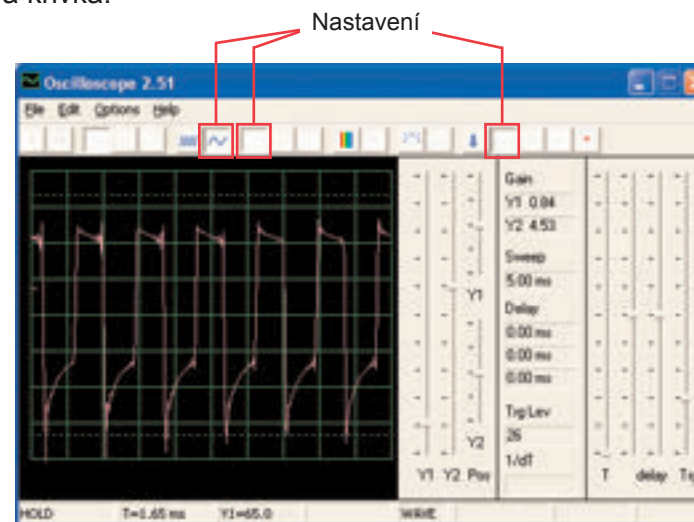 a křivka.
Nastavení
Oscilloscope 2.51
File Edit Options Help
Gain
Y1 0.84
Y2 4.53
Sweep
5.00 ms
Delay
0.00 ms
0.00 ms
0.00 ms
Trg Lev
26
1/dT
Y1
Y2
Y1 Y2 Pos
T delay Trg
HOLD T=1.65 ms Y1=65.0 WAVE